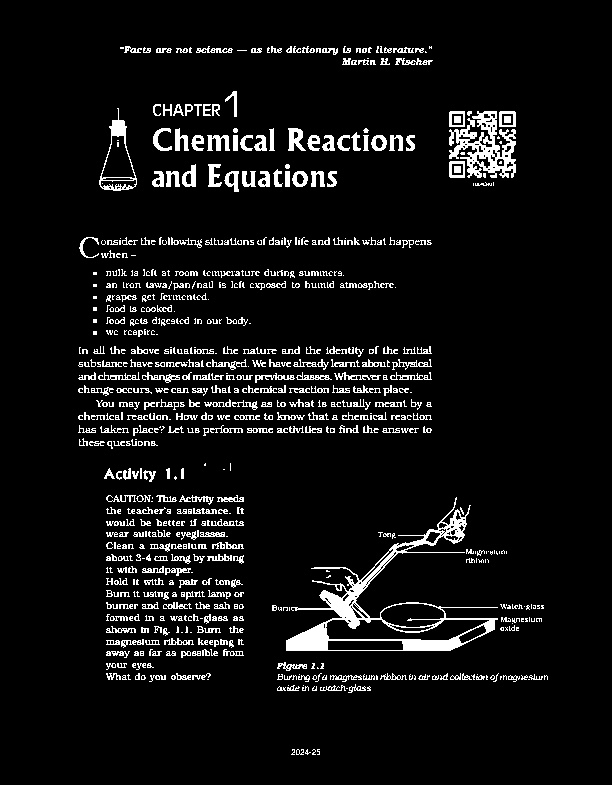 "Facts are not science — as the dictionary is not literature."
Martin H. Fischer
CHAPTER 1
Chemical Reactions
and Equations
Consider the following situations of daily life and think what happens
when –
▪ milk is left at room temperature during summers.
▪ an iron tawa/pan/nail is left exposed to humid atmosphere.
▪ grapes get fermented.
▪ food is cooked.
▪ food gets digested in our body.
▪ we respire.
In all the above situations, the nature and the identity of the initial
substance have somewhat changed. We have already learnt about physical
and chemical changes of matter in our previous classes. Whenever a chemical
change occurs, we can say that a chemical reaction has taken place.
You may perhaps be wondering as to what is actually meant by a
chemical reaction. How do we come to know that a chemical reaction
has taken place? Let us perform some activities to find the answer to
these questions.
Activity 1.1
CAUTION: This Activity needs
the teacher's assistance. It
would be better if students
wear suitable eyeglasses.
Clean a magnesium ribbon
about 3-4 cm long by rubbing
it with sandpaper.
Hold it with a pair of tongs.
Burn it using a spirit lamp or
burner and collect the ash so
formed in a watch-glass as
shown in Fig. 1.1. Burn the
magnesium ribbon keeping it
away as far as possible from
your eyes.
What do you observe?
Tong
Magnesium
ribbon
Burner
Watch-glass
Magnesium
oxide
Figure 1.1
Burning of a magnesium ribbon in air and collection of magnesium
oxide in a watch-glass
2024-25